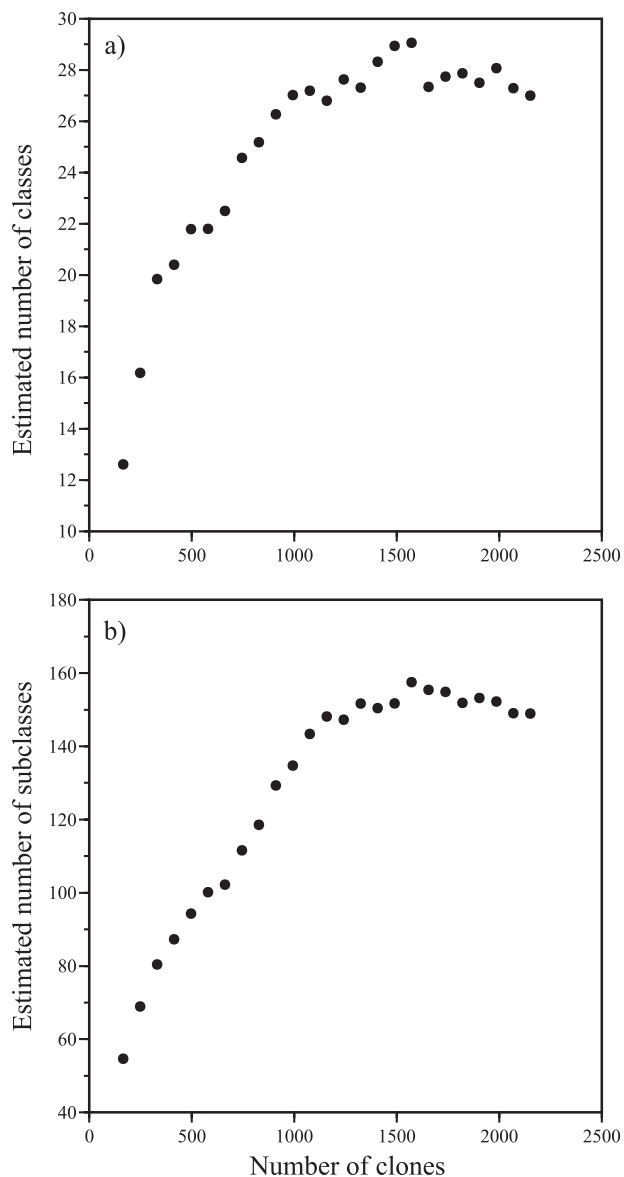 a)
Estimated number of classes
30
28
26
24
22
20
18
16
14
12
10
0 500 1000 1500 2000 2500
b)
Estimated number of subclasses
180
160
140
120
100
80
60
40
0 500 1000 1500 2000 2500
Number of clones